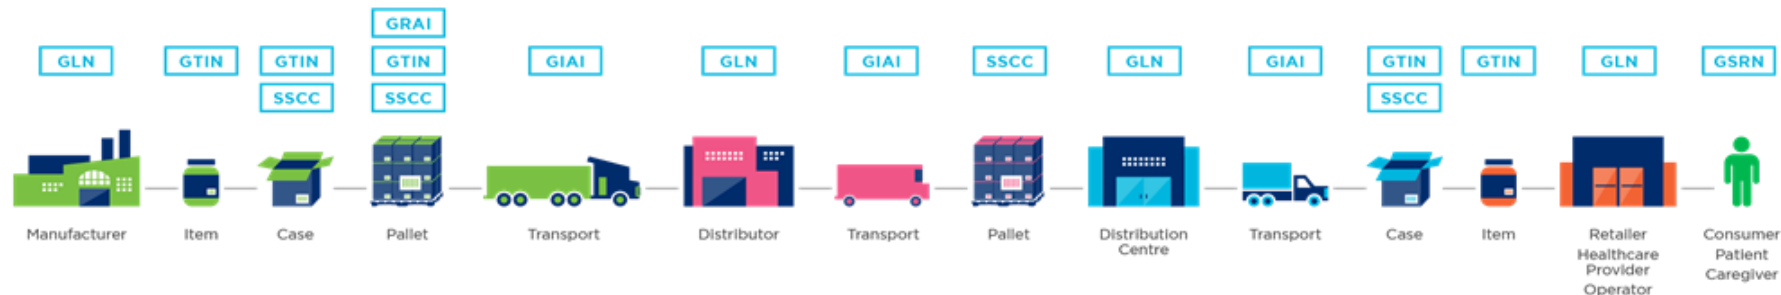 GRAI
GLN GTIN GTIN GTIN GIAI GLN GIAI SSCC GLN GIAI GTIN GTIN GLN GSRN
SSCC SSCC SSCC
Manufacturer Item Case Pallet Transport Distributor Transport Pallet Distribution Transport Case Item Retailer Consumer
Centre Healthcare Patient
Provider Caregiver
Operator